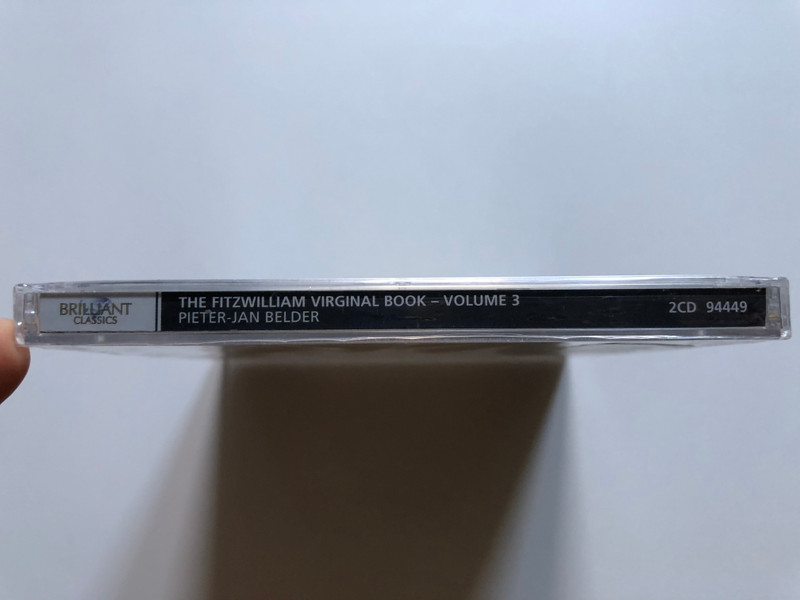 BRILLIANT
CLASSICS
THE FITZWILLIAM VIRGINAL BOOK – VOLUME 3
PIETER-JAN BELDER
2CD 94449